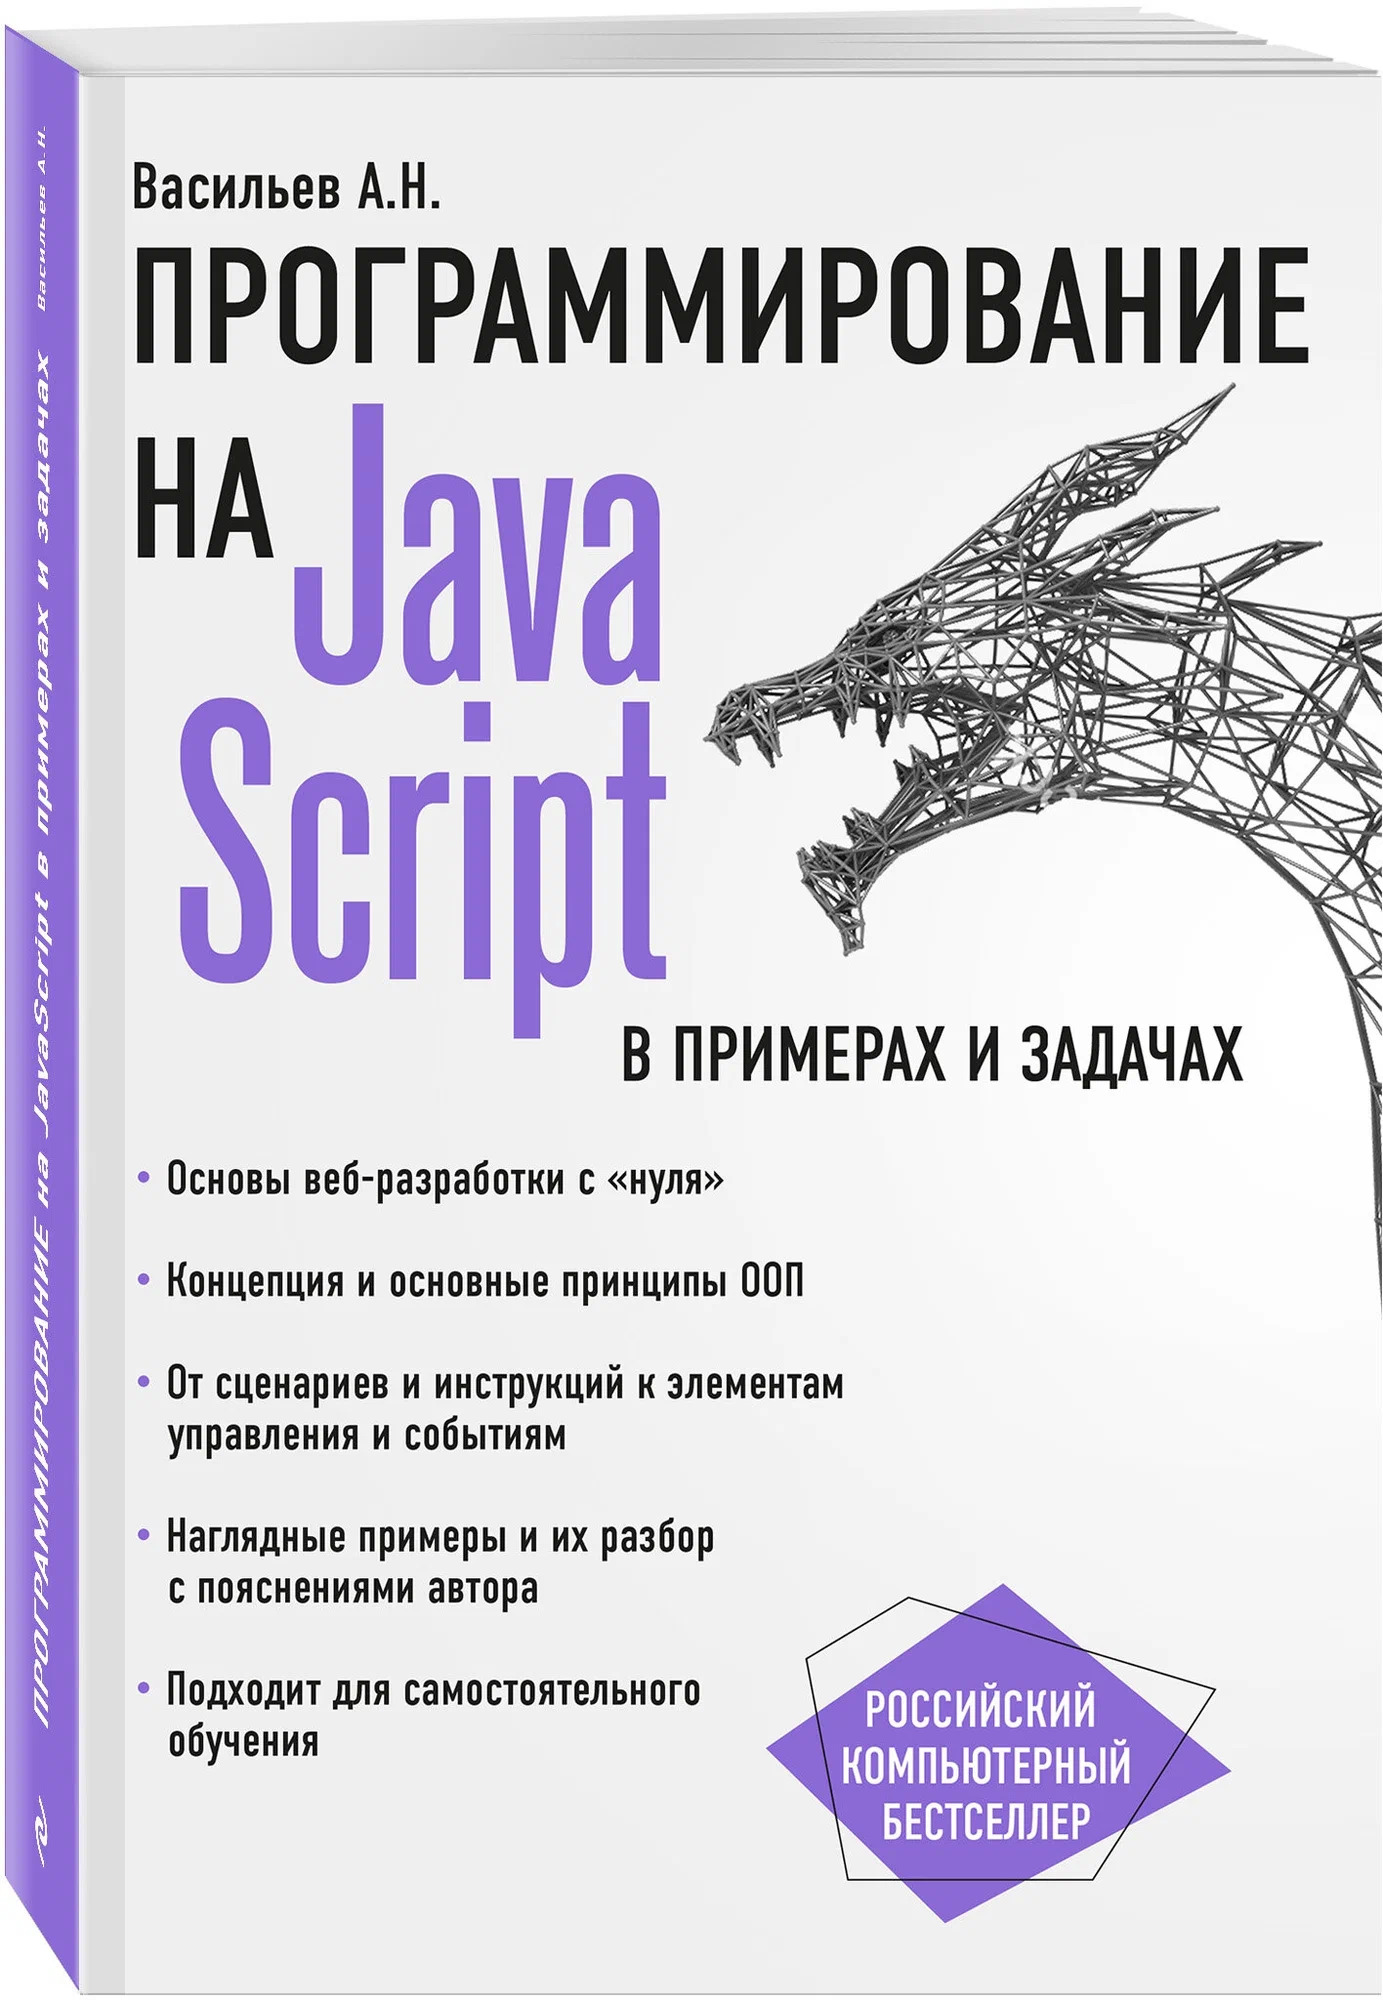 Васильев А.Н.
ПРОГРАММИРОВАНИЕ
НА Java
Script
В ПРИМЕРАХ И ЗАДАЧАХ
• Основы веб-разработки с «нуля»
• Концепция и основные принципы ООП
• От сценариев и инструкций к элементам
управления и событиям
• Наглядные примеры и их разбор
с пояснениями автора
• Подходит для самостоятельного
обучения
РОССИЙСКИЙ
КОМПЬЮТЕРНЫЙ
БЕСТСЕЛЛЕР
ПРОГРАММИРОВАНИЕ на JavaScript в примерах и задачах Васильев А.Н.